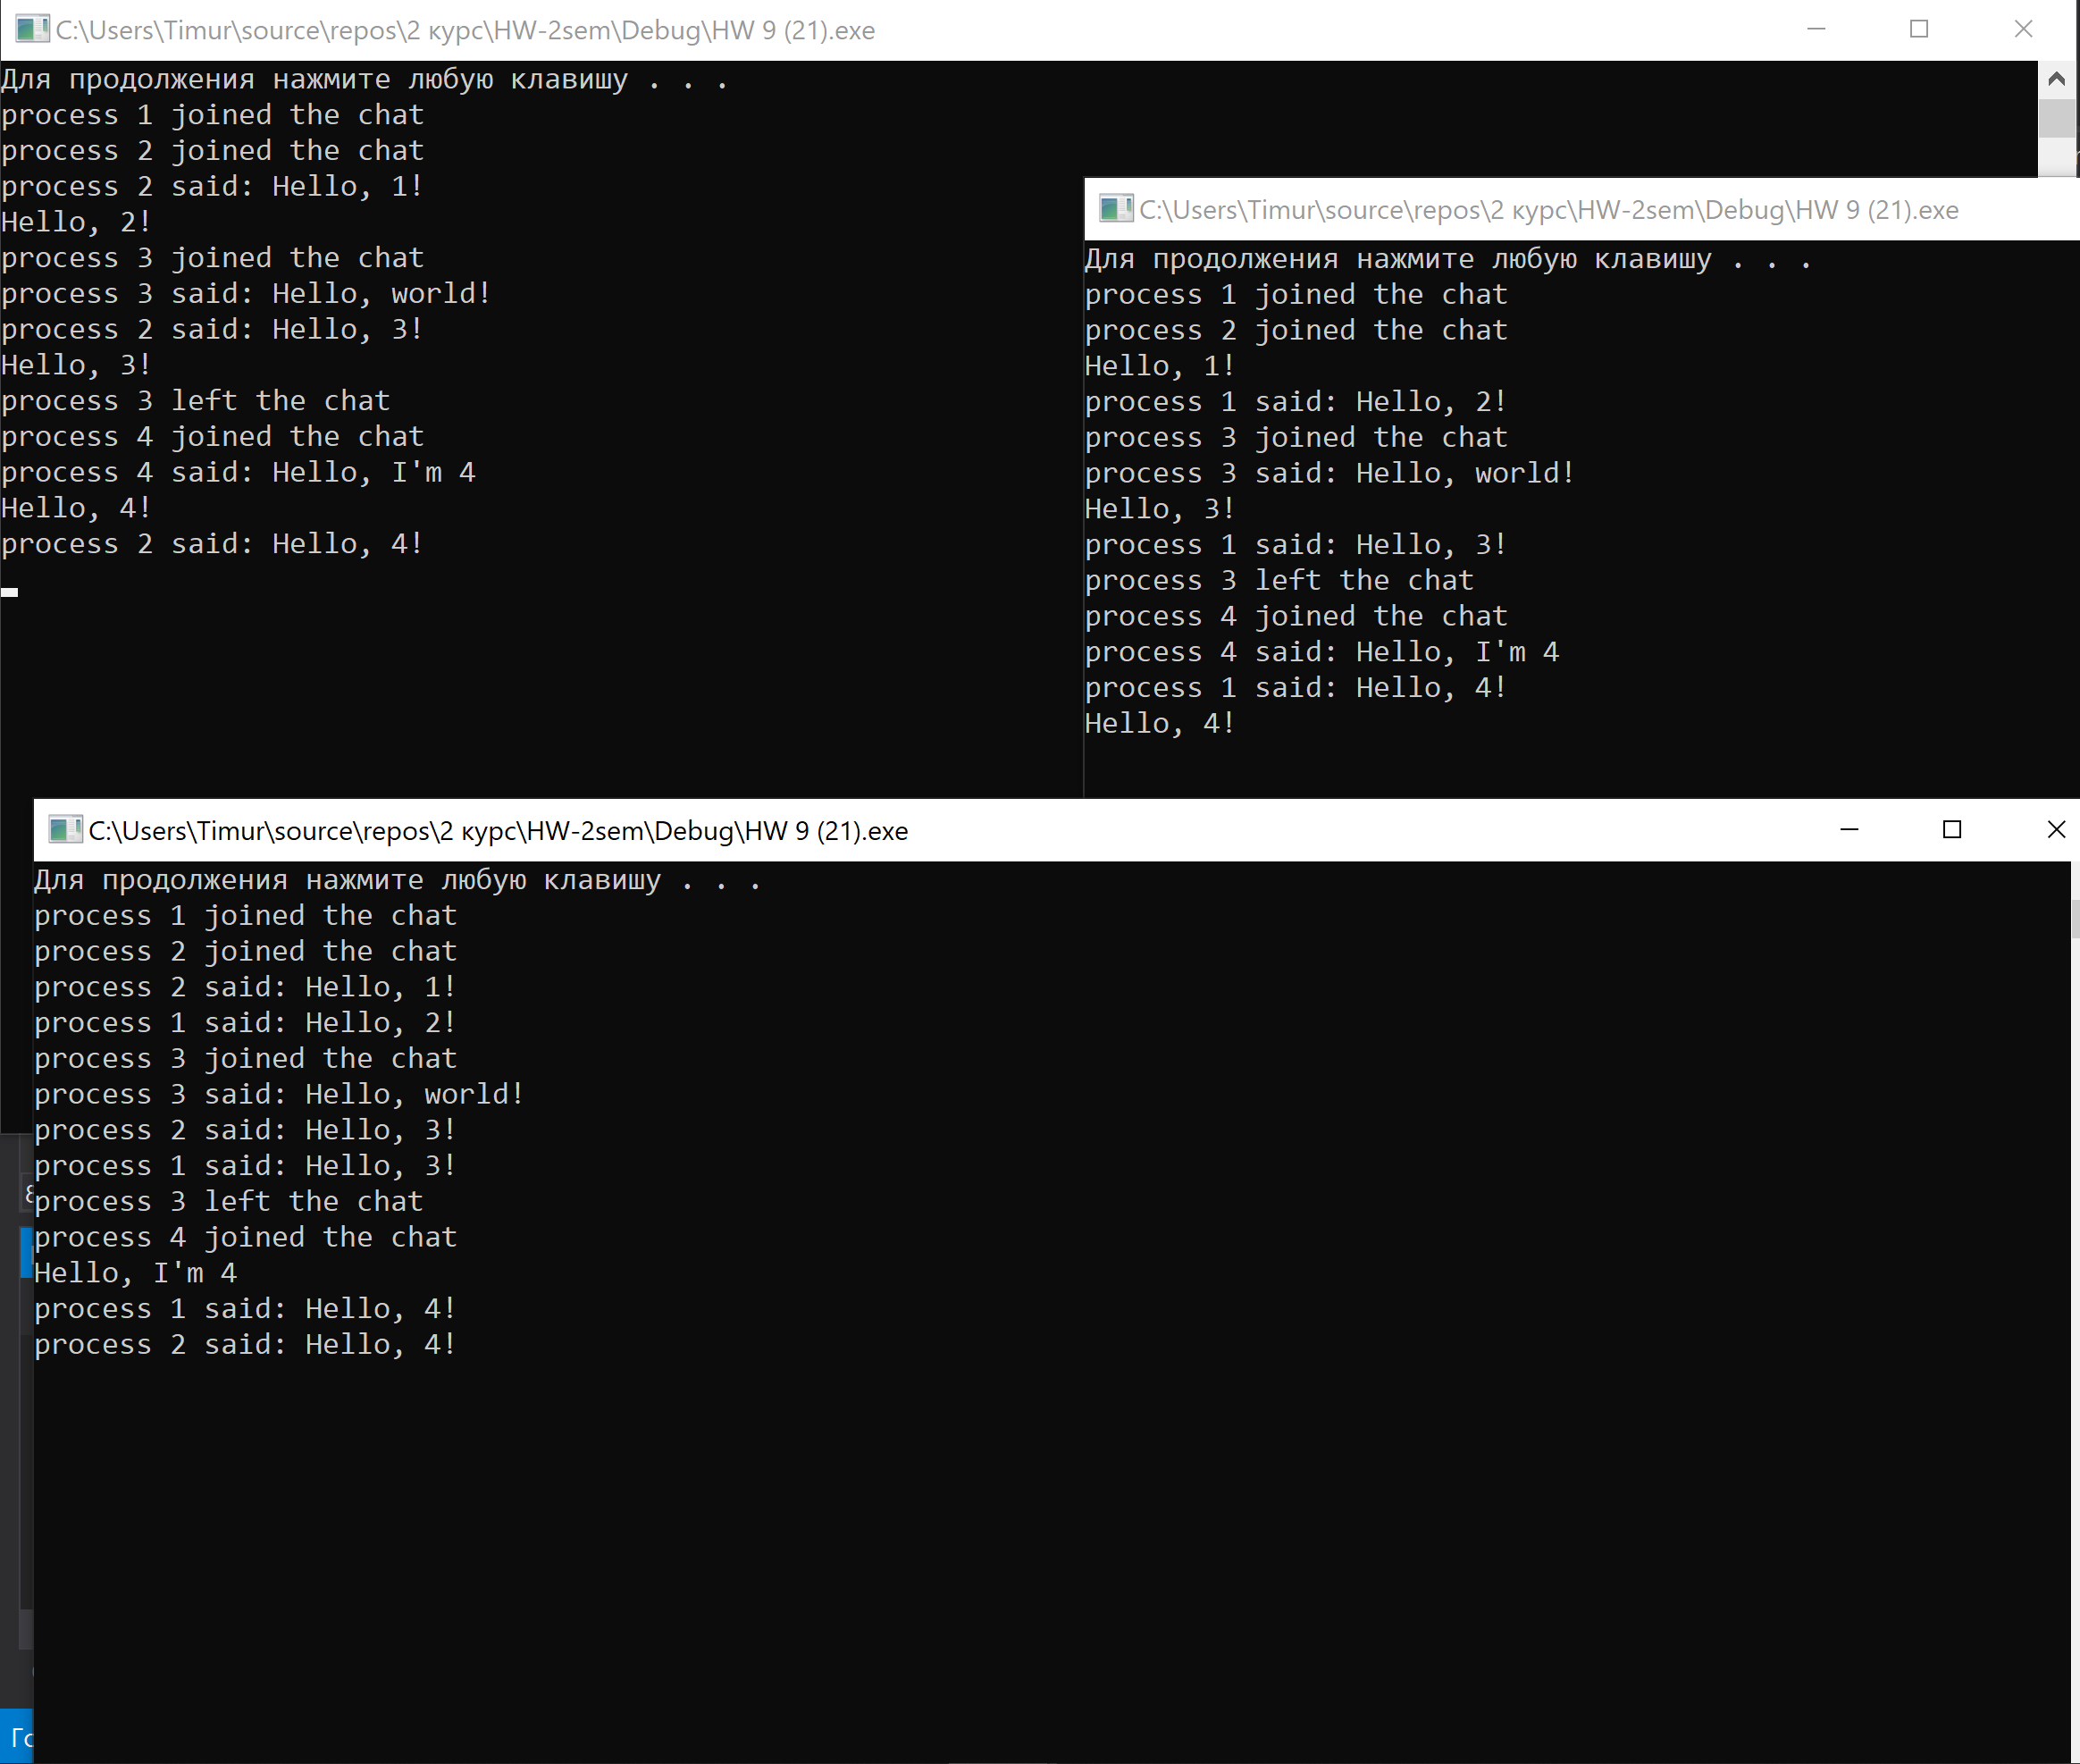 C:\Users\Timur\source\repos\2 курс\HW-2sem\Debug\HW 9 (21).exe
Для продолжения нажмите любую клавишу . . .
process 1 joined the chat
process 2 joined the chat
process 2 said: Hello, 1!
Hello, 2!
process 3 joined the chat
process 3 said: Hello, world!
process 2 said: Hello, 3!
Hello, 3!
process 3 left the chat
process 4 joined the chat
process 4 said: Hello, I'm 4
Hello, 4!
process 2 said: Hello, 4!
C:\Users\Timur\source\repos\2 курс\HW-2sem\Debug\HW 9 (21).exe
Для продолжения нажмите любую клавишу . . .
process 1 joined the chat
process 2 joined the chat
Hello, 1!
process 1 said: Hello, 2!
process 3 joined the chat
process 3 said: Hello, world!
Hello, 3!
process 1 said: Hello, 3!
process 3 left the chat
process 4 joined the chat
process 4 said: Hello, I'm 4
process 1 said: Hello, 4!
Hello, 4!
C:\Users\Timur\source\repos\2 курс\HW-2sem\Debug\HW 9 (21).exe
Для продолжения нажмите любую клавишу . . .
process 1 joined the chat
process 2 joined the chat
process 2 said: Hello, 1!
process 1 said: Hello, 2!
process 3 joined the chat
process 3 said: Hello, world!
process 2 said: Hello, 3!
process 1 said: Hello, 3!
process 3 left the chat
process 4 joined the chat
Hello, I'm 4
process 1 said: Hello, 4!
process 2 said: Hello, 4!